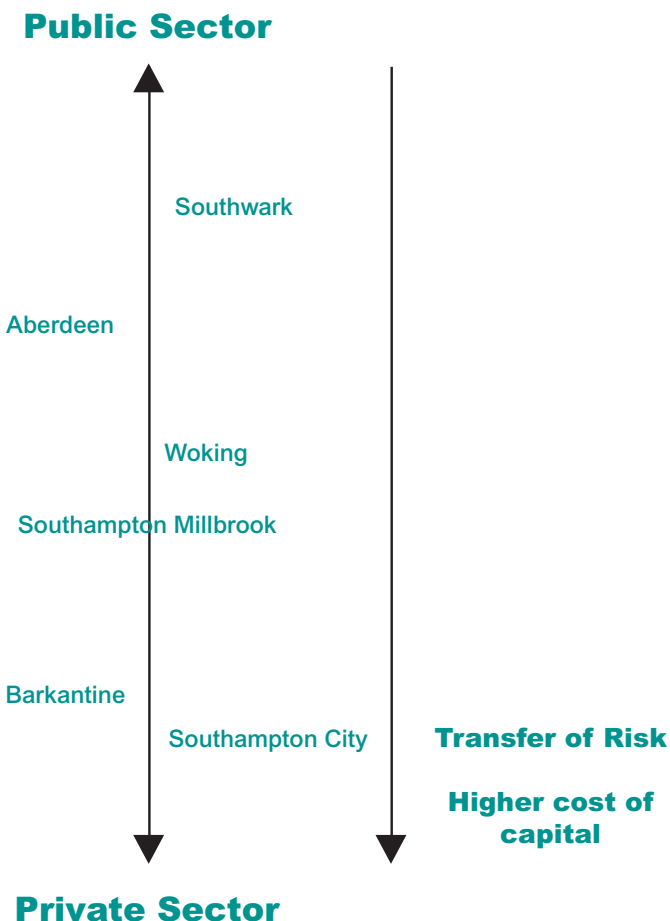 Public Sector
Southwark
Aberdeen
Woking
Southampton Millbrook
Barkantine
Southampton City
Transfer of Risk
Higher cost of
capital
Private Sector